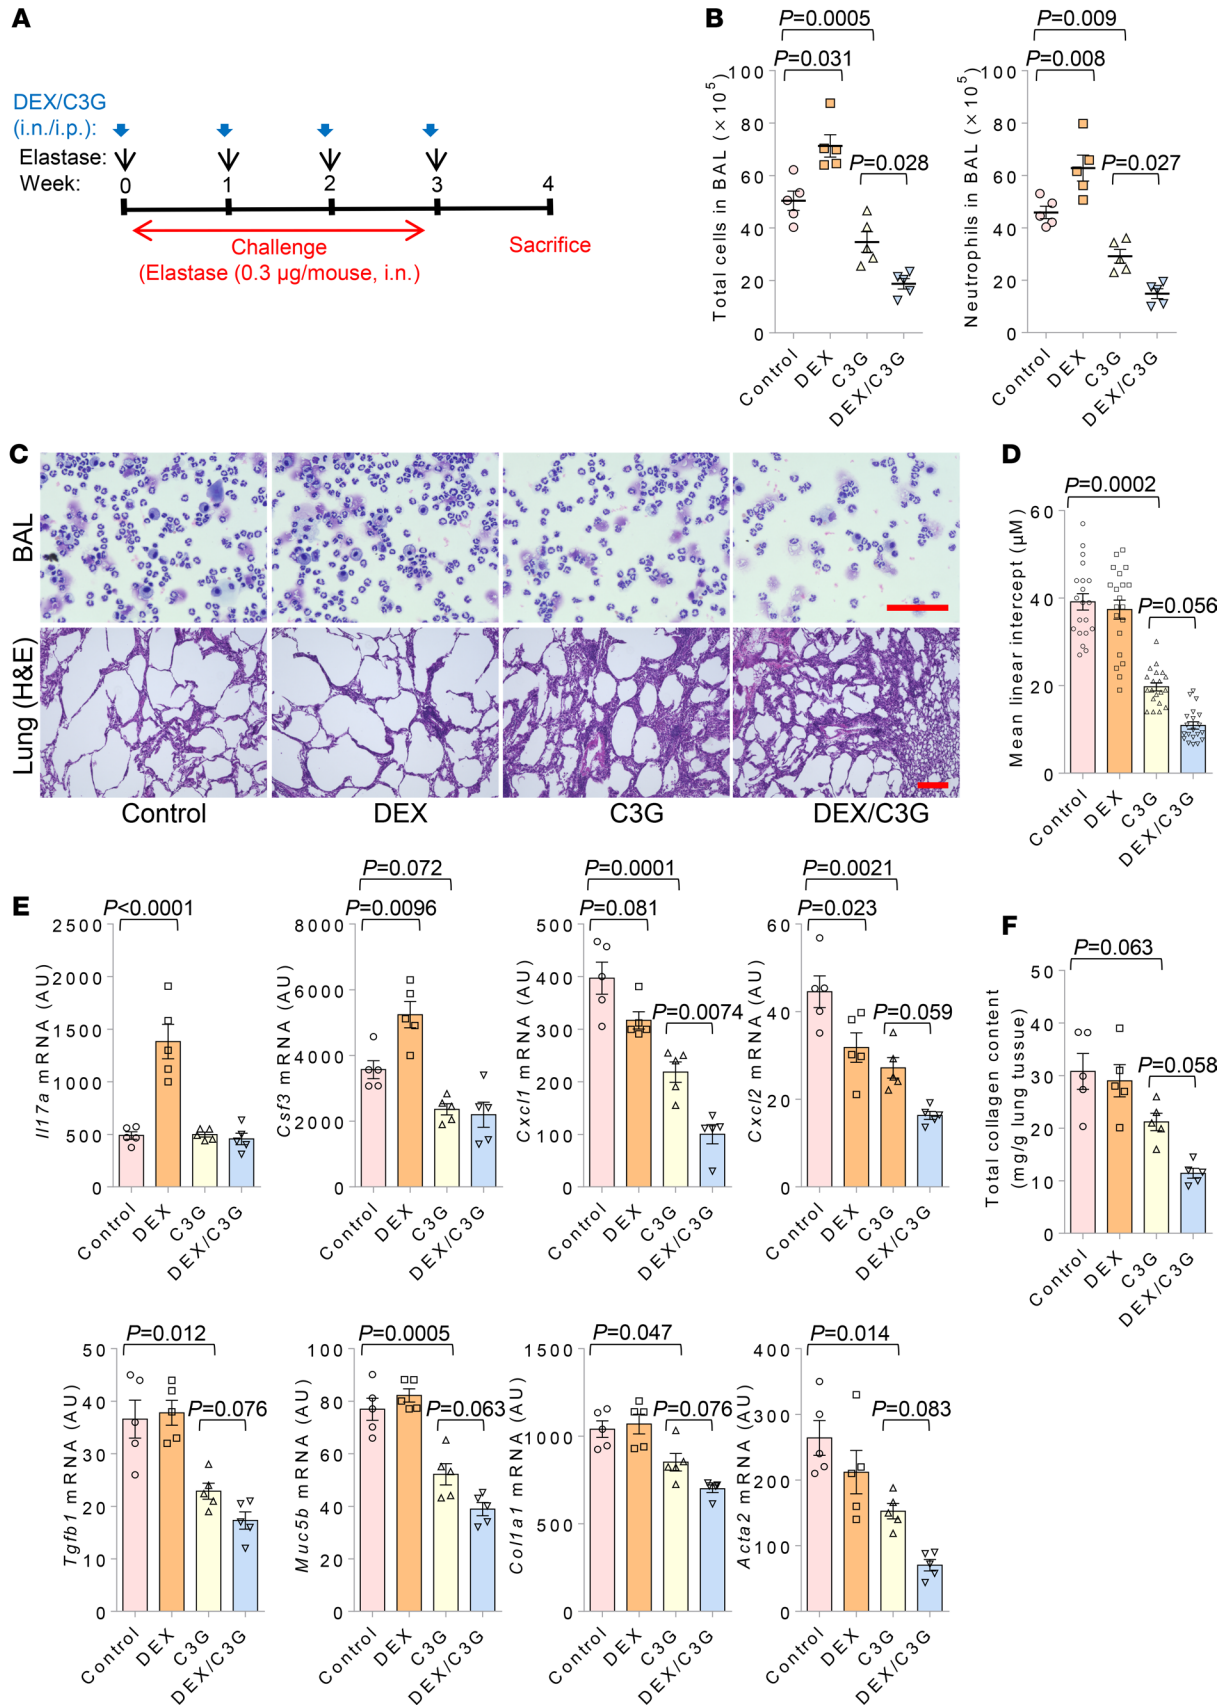 A
DEX/C3G
(i.n./i.p.):
Elastase:
Week:
0 1 2 3 4
Challenge
(Elastase (0.3 µg/mouse, i.n.)
Sacrifice
B
P=0.0005
P=0.031
P=0.028
Total cells in BAL (×10⁵)
100
80
60
40
20
0
Control
DEX
C3G
DEX/C3G
P=0.009
P=0.008
P=0.027
Neutrophils in BAL (×10⁵)
100
80
60
40
20
0
Control
DEX
C3G
DEX/C3G
C
BAL
Lung (H&E)
Control
DEX
C3G
DEX/C3G
D
P=0.0002
P=0.056
Mean linear intercept (µM)
60
40
20
0
Control
DEX
C3G
DEX/C3G
E
P<0.0001
Il17a mRNA (AU)
2500
2000
1500
1000
500
0
Control
DEX
C3G
DEX/C3G
P=0.072
P=0.0096
Csf3 mRNA (AU)
8000
6000
4000
2000
0
Control
DEX
C3G
DEX/C3G
P=0.0001
P=0.081
P=0.0074
Cxcl1 mRNA (AU)
500
400
300
200
100
0
Control
DEX
C3G
DEX/C3G
P=0.0021
P=0.023
P=0.059
Cxcl2 mRNA (AU)
60
40
20
0
Control
DEX
C3G
DEX/C3G
F
P=0.063
P=0.058
Total collagen content
(mg/g lung tussue)
50
40
30
20
10
0
Control
DEX
C3G
DEX/C3G
P=0.012
P=0.076
Tgfb1 mRNA (AU)
50
40
30
20
10
0
Control
DEX
C3G
DEX/C3G
P=0.0005
P=0.063
Muc5b mRNA (AU)
100
80
60
40
20
0
Control
DEX
C3G
DEX/C3G
P=0.047
P=0.076
Col1a1 mRNA (AU)
1500
1000
500
0
Control
DEX
C3G
DEX/C3G
P=0.014
P=0.083
Acta2 mRNA (AU)
400
300
200
100
0
Control
DEX
C3G
DEX/C3G